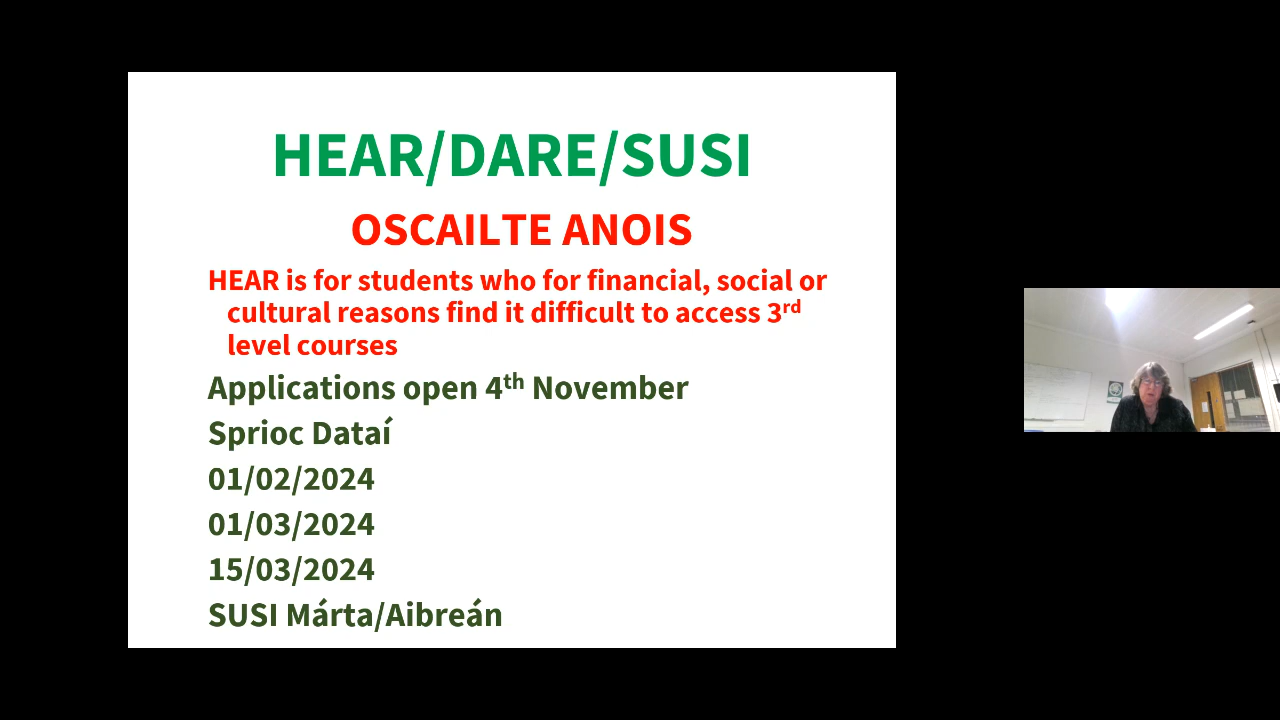 HEAR/DARE/SUSI
OSCAILTE ANOIS
HEAR is for students who for financial, social or
cultural reasons find it difficult to access 3rd
level courses
Applications open 4th November
Sprioc Dataí
01/02/2024
01/03/2024
15/03/2024
SUSI Márta/Aibreán